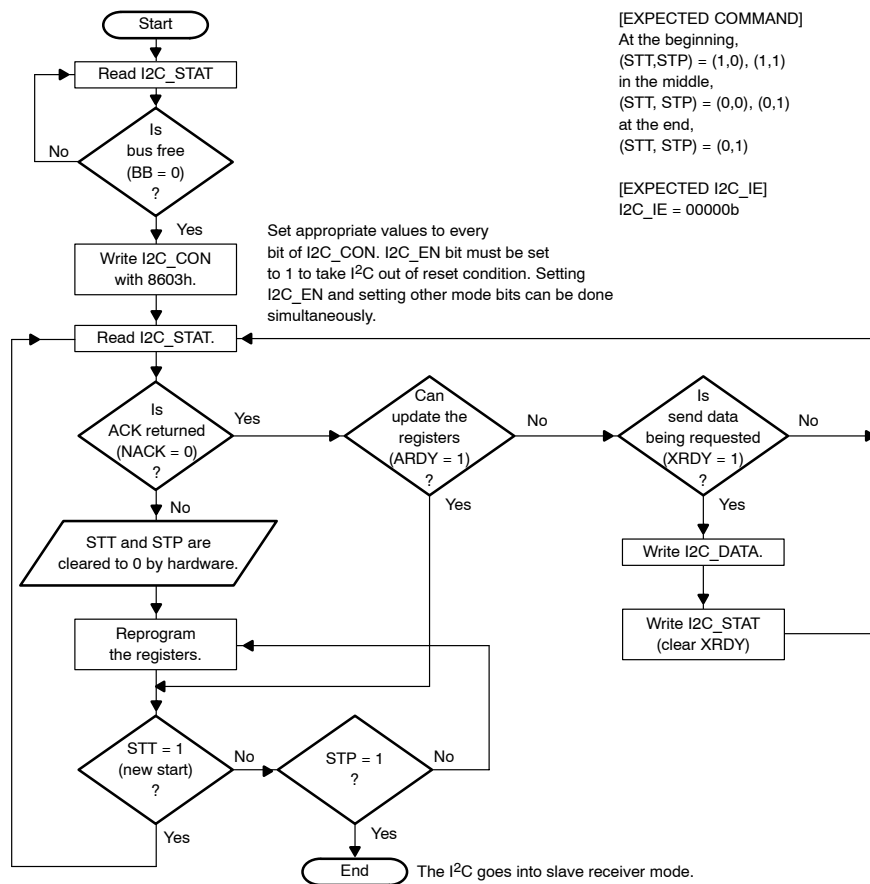 Start
Read I2C_STAT
Is
bus free
(BB = 0)
?
No
Yes
Write I2C_CON
with 8603h.
[EXPECTED COMMAND]
At the beginning,
(STT,STP) = (1,0), (1,1)
in the middle,
(STT, STP) = (0,0), (0,1)
at the end,
(STT, STP) = (0,1)
[EXPECTED I2C_IE]
I2C_IE = 00000b
Set appropriate values to every
bit of I2C_CON. I2C_EN bit must be set
to 1 to take I²C out of reset condition. Setting
I2C_EN and setting other mode bits can be done
simultaneously.
Read I2C_STAT.
Is
ACK returned
(NACK = 0)
?
Yes
No
Can
update the
registers
(ARDY = 1)
?
No
Yes
Is
send data
being requested
(XRDY = 1)
?
No
Yes
STT and STP are
cleared to 0 by hardware.
Write I2C_DATA.
Write I2C_STAT
(clear XRDY)
Reprogram
the registers.
STT = 1
(new start)
?
No
Yes
STP = 1
?
No
Yes
End
The I²C goes into slave receiver mode.